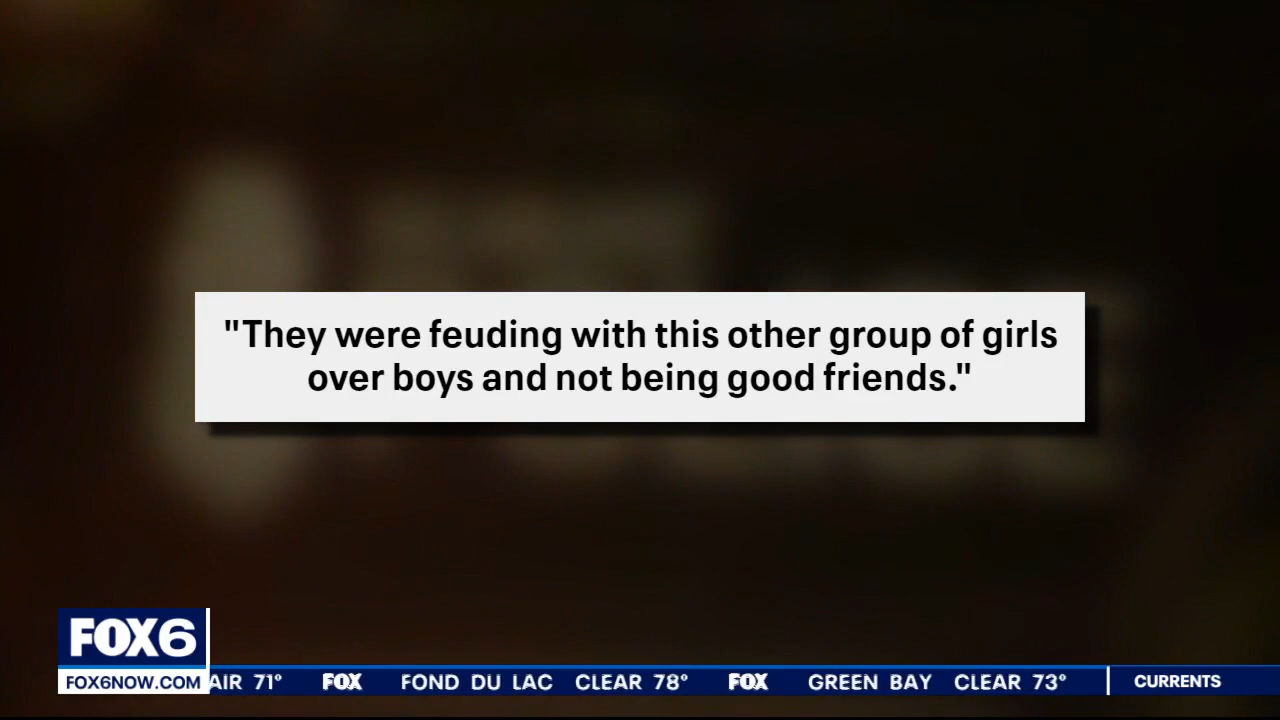 "They were feuding with this other group of girls
over boys and not being good friends."
FOX6
FOX6NOW.COM
AIR 71° FOX FOND DU LAC CLEAR 78° FOX GREEN BAY CLEAR 73° CURRENTS